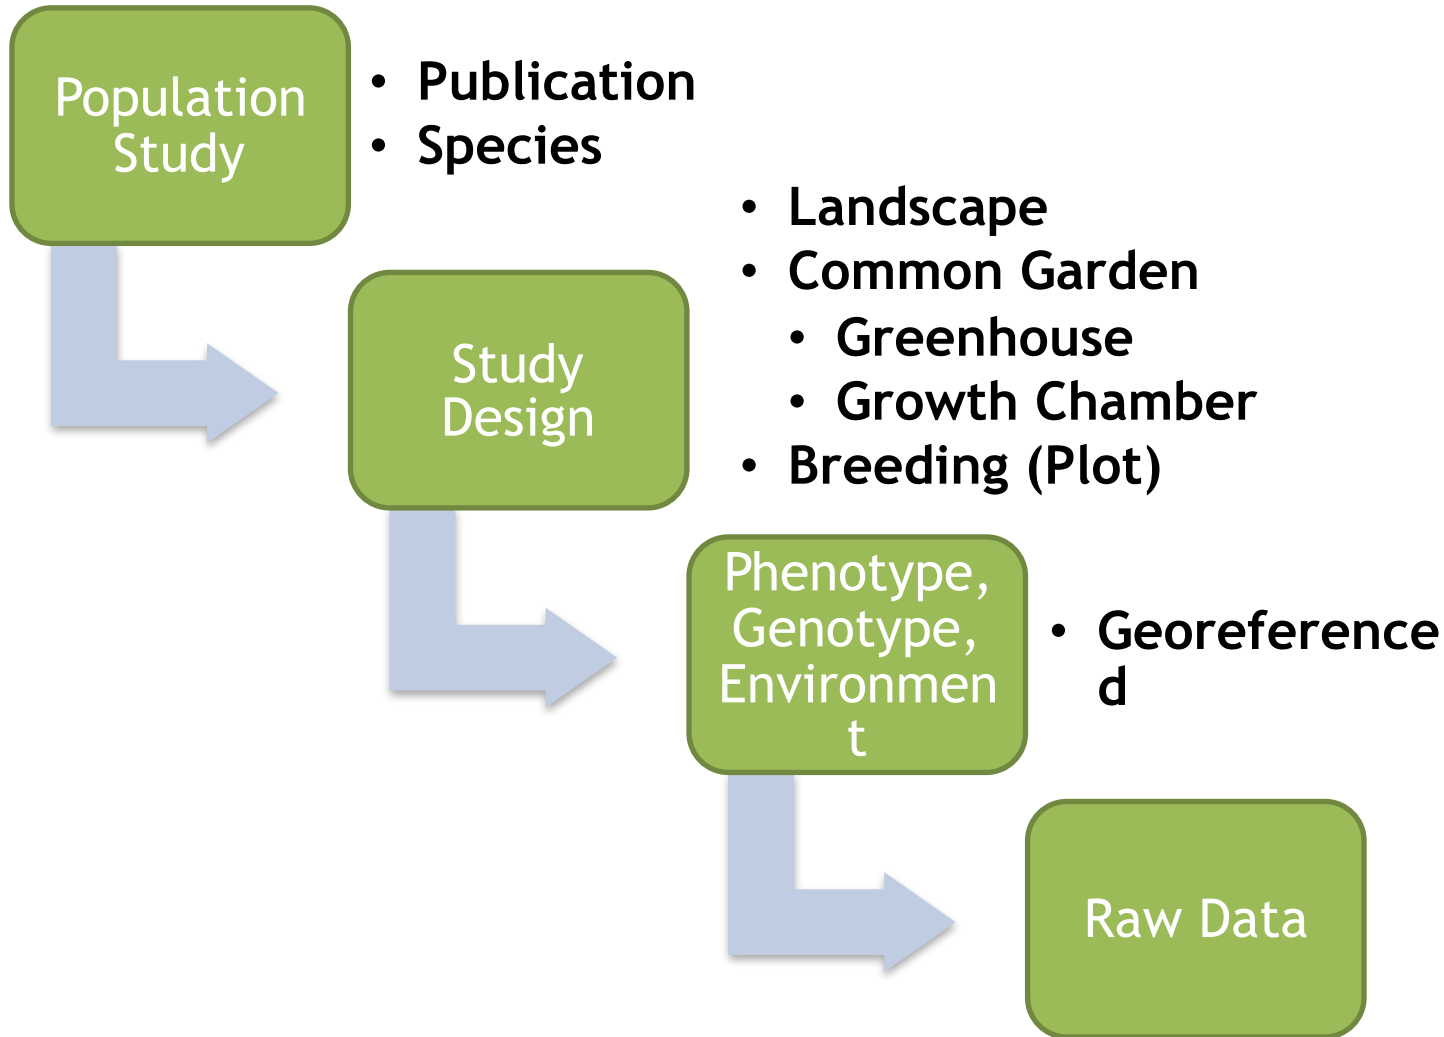 Population
Study
• Publication
• Species
Study
Design
• Landscape
• Common Garden
• Greenhouse
• Growth Chamber
• Breeding (Plot)
Phenotype,
Genotype,
Environmen
t
• Georeference
d
Raw Data